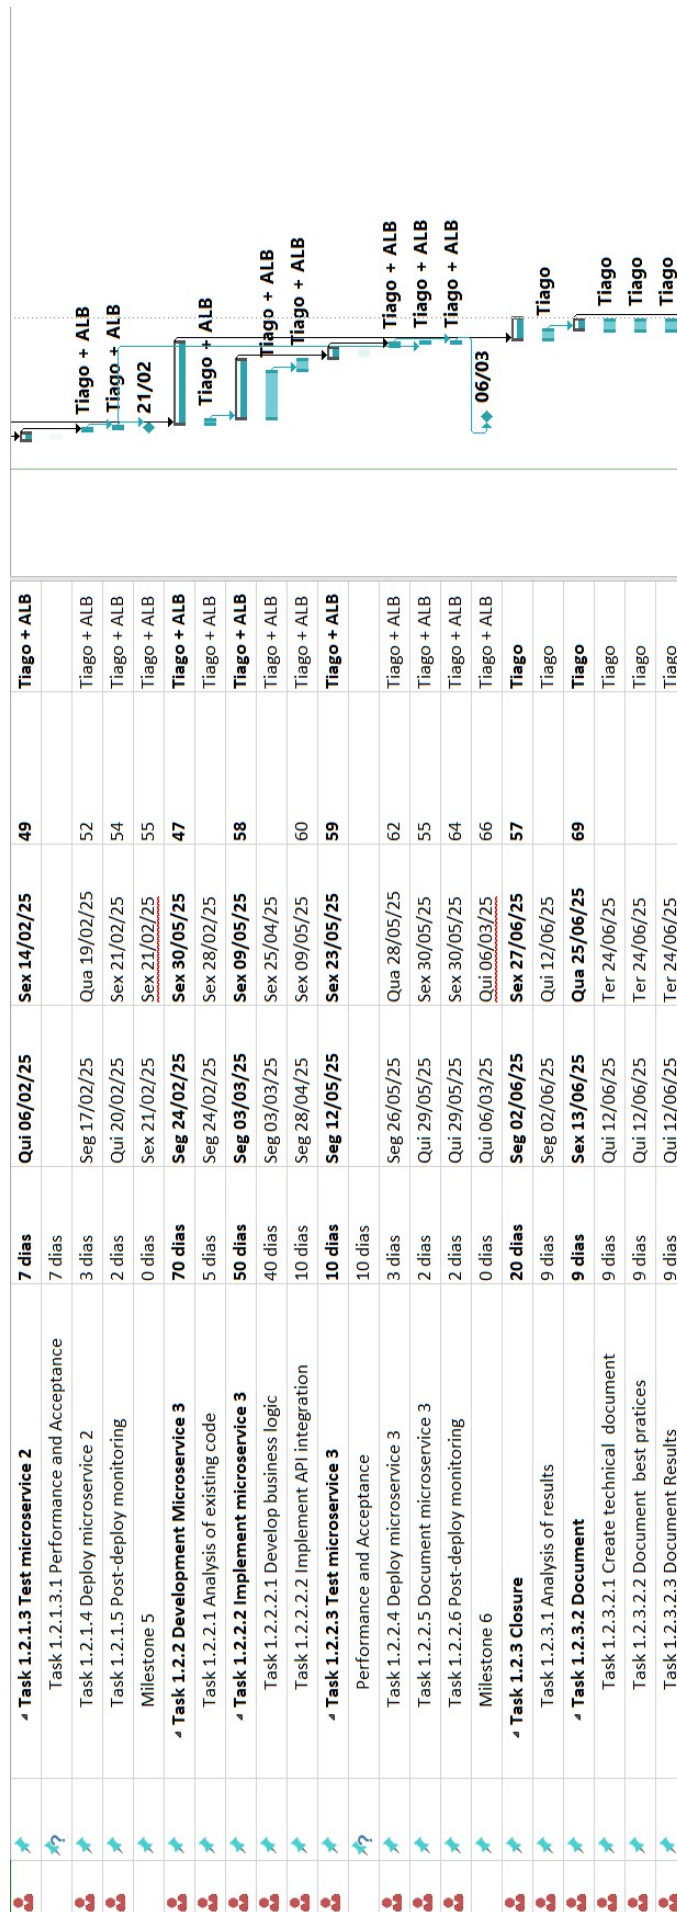 Task 1.2.1.3 Test microservice 2 7 dias Qui 06/02/25 Sex 14/02/25 49 Tiago + ALB
Task 1.2.1.3.1 Performance and Acceptance 7 dias
Task 1.2.1.4 Deploy microservice 2 3 dias Seg 17/02/25 Qua 19/02/25 52 Tiago + ALB Tiago + ALB
Task 1.2.1.5 Post-deploy monitoring 2 dias Qui 20/02/25 Sex 21/02/25 54 Tiago + ALB Tiago + ALB
Milestone 5 0 dias Sex 21/02/25 Sex 21/02/25 55 Tiago + ALB 21/02
Task 1.2.2 Development Microservice 3 70 dias Seg 24/02/25 Sex 30/05/25 47 Tiago + ALB
Task 1.2.2.1 Analysis of existing code 5 dias Seg 24/02/25 Sex 28/02/25 Tiago + ALB Tiago + ALB
Task 1.2.2.2 Implement microservice 3 50 dias Seg 03/03/25 Sex 09/05/25 58 Tiago + ALB
Task 1.2.2.2.1 Develop business logic 40 dias Seg 03/03/25 Sex 25/04/25 Tiago + ALB Tiago + ALB
Task 1.2.2.2.2 Implement API integration 10 dias Seg 28/04/25 Sex 09/05/25 60 Tiago + ALB Tiago + ALB
Task 1.2.2.3 Test microservice 3 10 dias Seg 12/05/25 Sex 23/05/25 59 Tiago + ALB
Performance and Acceptance 10 dias
Task 1.2.2.4 Deploy microservice 3 3 dias Seg 26/05/25 Qua 28/05/25 62 Tiago + ALB Tiago + ALB
Task 1.2.2.5 Document microservice 3 2 dias Qui 29/05/25 Sex 30/05/25 55 Tiago + ALB Tiago + ALB
Task 1.2.2.6 Post-deploy monitoring 2 dias Qui 29/05/25 Sex 30/05/25 64 Tiago + ALB Tiago + ALB
Milestone 6 0 dias Qui 06/03/25 Qui 06/03/25 66 Tiago + ALB 06/03
Task 1.2.3 Closure 20 dias Seg 02/06/25 Sex 27/06/25 57 Tiago
Task 1.2.3.1 Analysis of results 9 dias Seg 02/06/25 Qui 12/06/25 Tiago Tiago
Task 1.2.3.2 Document 9 dias Sex 13/06/25 Qua 25/06/25 69 Tiago
Task 1.2.3.2.1 Create technical document 9 dias Qui 12/06/25 Ter 24/06/25 Tiago Tiago
Task 1.2.3.2.2 Document best pratices 9 dias Qui 12/06/25 Ter 24/06/25 Tiago Tiago
Task 1.2.3.2.3 Document Results 9 dias Qui 12/06/25 Ter 24/06/25 Tiago Tiago